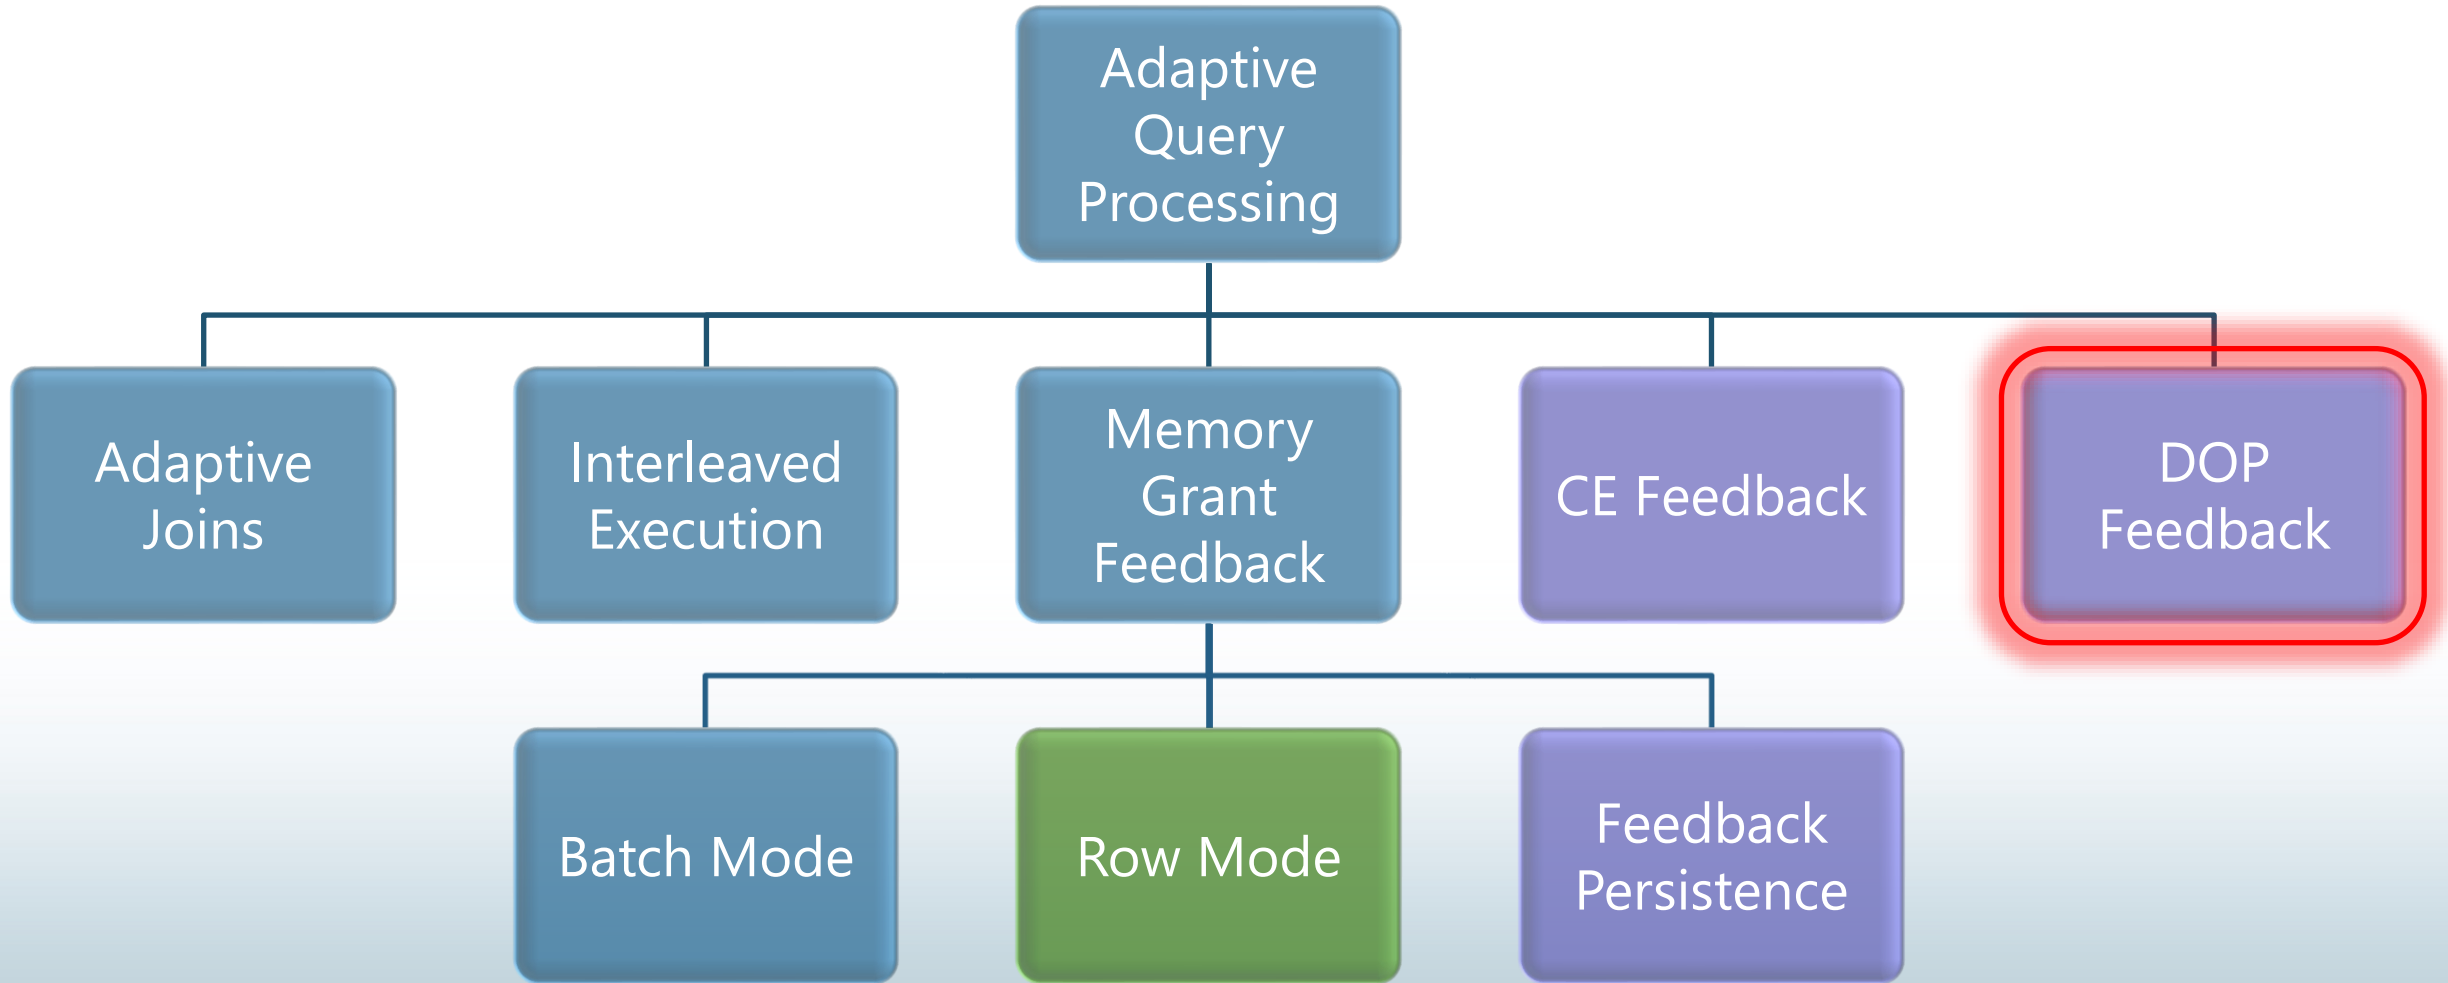 Adaptive
Query
Processing
Adaptive
Joins
Interleaved
Execution
Memory
Grant
Feedback
CE Feedback
DOP
Feedback
Batch Mode
Row Mode
Feedback
Persistence